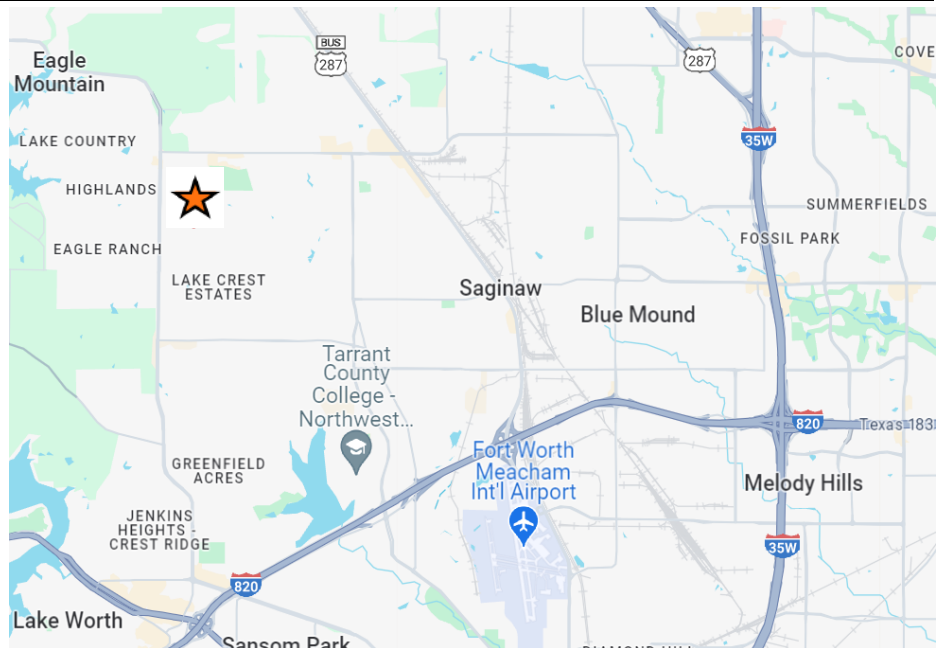 BUS
287
287
COVE
Eagle
Mountain
35W
LAKE COUNTRY
HIGHLANDS
SUMMERFIELDS
FOSSIL PARK
EAGLE RANCH
LAKE CREST
ESTATES
Saginaw
Blue Mound
Tarrant
County
College -
Northwest...
820
Texas 183
Fort Worth
Meacham
Int'l Airport
GREENFIELD
ACRES
Melody Hills
JENKINS
HEIGHTS -
CREST RIDGE
35W
820
Lake Worth
Sansom Park
DIAMOND HILL